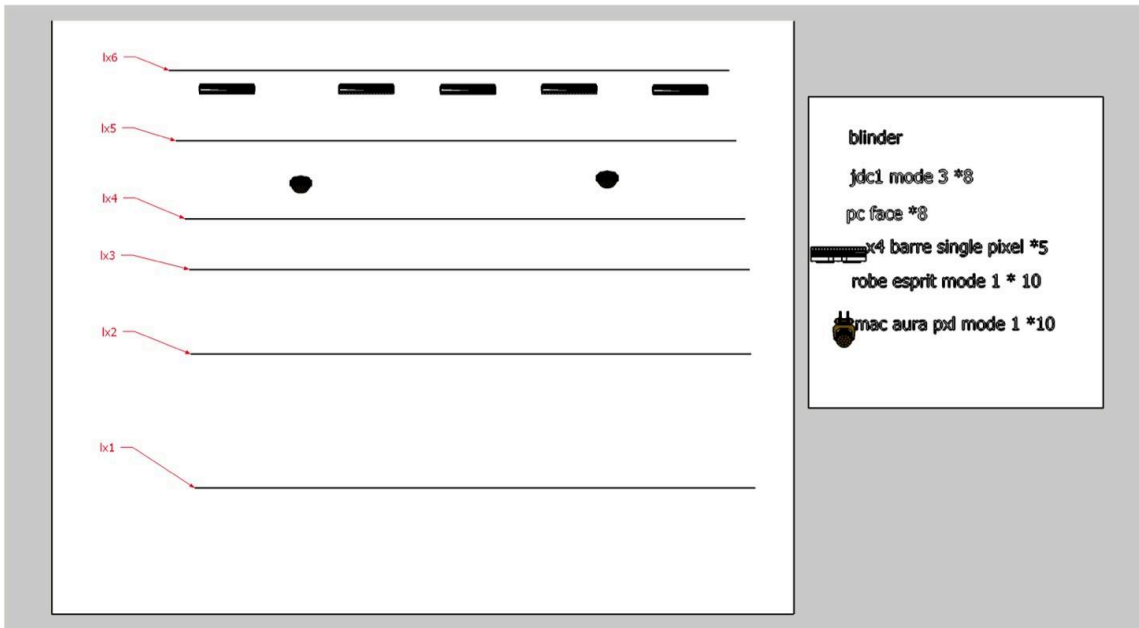 lx6
lx5
lx4
lx3
lx2
lx1
blinder
jdc1 mode 3 *8
pc face *8
x4 barre single pixel *5
robe esprit mode 1 * 10
mac aura pxl mode 1 *10